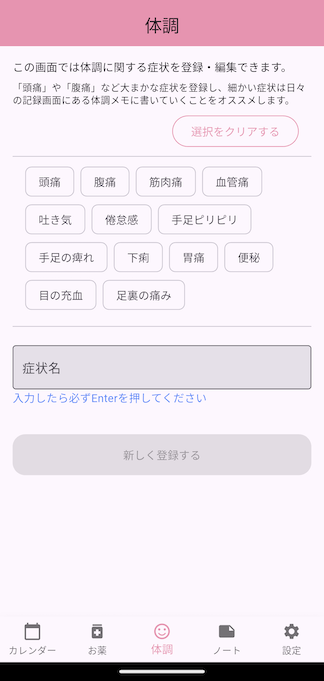 体調
この画面では体調に関する症状を登録・編集できます。
「頭痛」や「腹痛」など大まかな症状を登録し、細かい症状は日々
の記録画面にある体調メモに書いていくことをオススメします。
選択をクリアする
頭痛 腹痛 筋肉痛 血管痛
吐き気 倦怠感 手足ピリピリ
手足の痺れ 下痢 胃痛 便秘
目の充血 足裏の痛み
症状名
入力したら必ずEnterを押してください
新しく登録する
カレンダー お薬 体調 ノート 設定